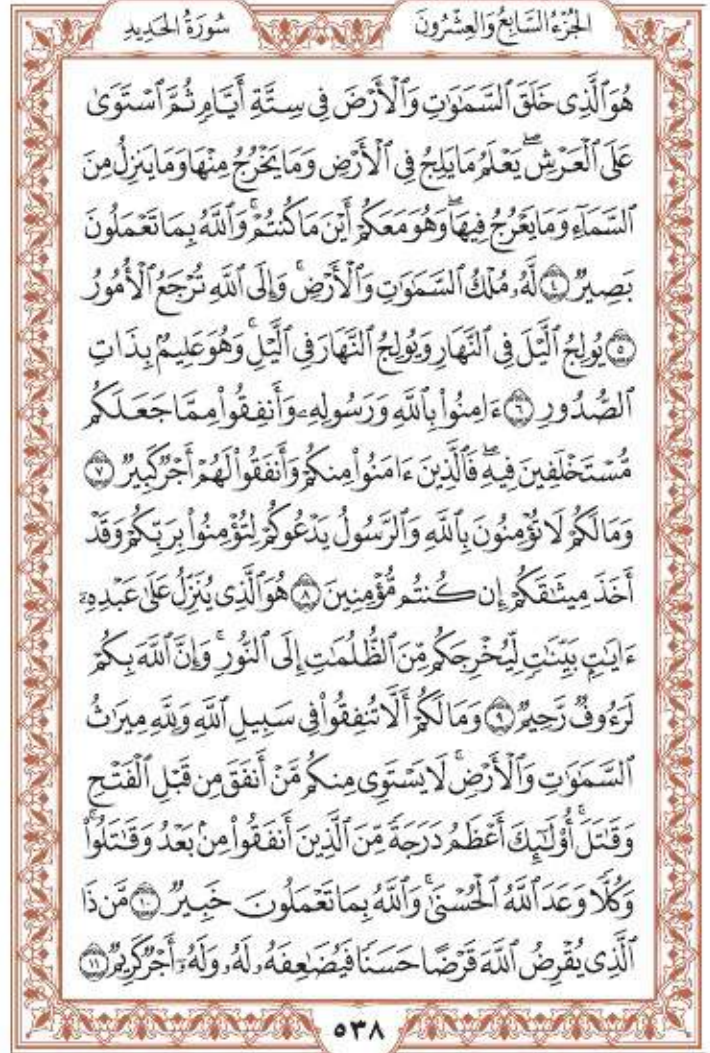 الجُزْءُ السَّابِعُ وَالعِشْرُونَ
سُورَةُ الحَدِيدِ
هُوَ ٱلَّذِى خَلَقَ ٱلسَّمَٰوَٰتِ وَٱلْأَرْضَ فِى سِتَّةِ أَيَّامٍ ثُمَّ ٱسْتَوَىٰ
عَلَى ٱلْعَرْشِ ۖ يَعْلَمُ مَا يَلِجُ فِى ٱلْأَرْضِ وَمَا يَخْرُجُ مِنْهَا وَمَا يَنزِلُ مِنَ
ٱلسَّمَآءِ وَمَا يَعْرُجُ فِيهَا ۖ وَهُوَ مَعَكُمْ أَيْنَ مَا كُنتُمْ ۚ وَٱللَّهُ بِمَا تَعْمَلُونَ
بَصِيرٌ ٤ لَّهُۥ مُلْكُ ٱلسَّمَٰوَٰتِ وَٱلْأَرْضِ ۚ وَإِلَى ٱللَّهِ تُرْجَعُ ٱلْأُمُورُ
٥ يُولِجُ ٱلَّيْلَ فِى ٱلنَّهَارِ وَيُولِجُ ٱلنَّهَارَ فِى ٱلَّيْلِ ۚ وَهُوَ عَلِيمٌۢ بِذَاتِ
ٱلصُّدُورِ ٦ ءَامِنُوا۟ بِٱللَّهِ وَرَسُولِهِۦ وَأَنفِقُوا۟ مِمَّا جَعَلَكُم
مُّسْتَخْلَفِينَ فِيهِ ۖ فَٱلَّذِينَ ءَامَنُوا۟ مِنكُمْ وَأَنفَقُوا۟ لَهُمْ أَجْرٌ كَبِيرٌ ٧
وَمَا لَكُمْ لَا تُؤْمِنُونَ بِٱللَّهِ وَٱلرَّسُولُ يَدْعُوكُمْ لِتُؤْمِنُوا۟ بِرَبِّكُمْ وَقَدْ
أَخَذَ مِيثَٰقَكُمْ إِن كُنتُم مُّؤْمِنِينَ ٨ هُوَ ٱلَّذِى يُنَزِّلُ عَلَىٰ عَبْدِهِۦٓ
ءَايَٰتٍۭ بَيِّنَٰتٍ لِّيُخْرِجَكُم مِّنَ ٱلظُّلُمَٰتِ إِلَى ٱلنُّورِ ۚ وَإِنَّ ٱللَّهَ بِكُمْ
لَرَءُوفٌ رَّحِيمٌ ٩ وَمَا لَكُمْ أَلَّا تُنفِقُوا۟ فِى سَبِيلِ ٱللَّهِ وَلِلَّهِ مِيرَٰثُ
ٱلسَّمَٰوَٰتِ وَٱلْأَرْضِ ۚ لَا يَسْتَوِى مِنكُم مَّنْ أَنفَقَ مِن قَبْلِ ٱلْفَتْحِ
وَقَٰتَلَ ۚ أُو۟لَٰٓئِكَ أَعْظَمُ دَرَجَةً مِّنَ ٱلَّذِينَ أَنفَقُوا۟ مِنۢ بَعْدُ وَقَٰتَلُوا۟ ۚ
وَكُلًّا وَعَدَ ٱللَّهُ ٱلْحُسْنَىٰ ۚ وَٱللَّهُ بِمَا تَعْمَلُونَ خَبِيرٌ ١٠ مَّن ذَا
ٱلَّذِى يُقْرِضُ ٱللَّهَ قَرْضًا حَسَنًا فَيُضَٰعِفَهُۥ لَهُۥ وَلَهُۥٓ أَجْرٌ كَرِيمٌ ١١
٥٣٨